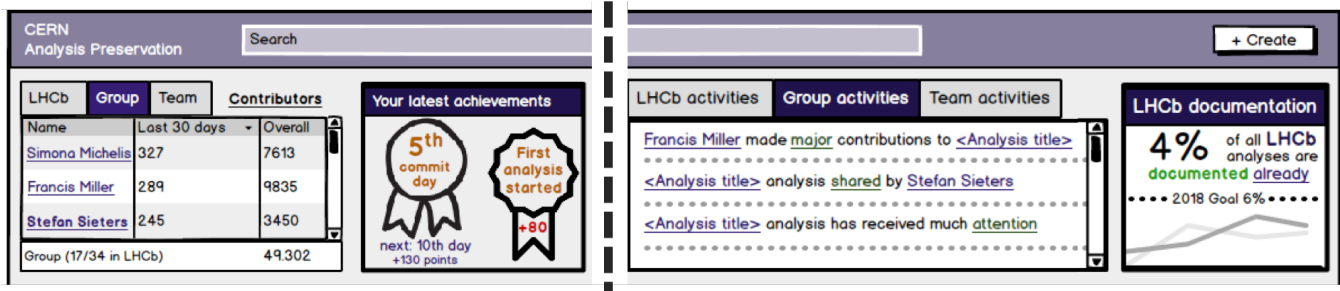 CERN
Analysis Preservation
Search
+ Create
LHCb Group Team Contributors
Name Last 30 days Overall
Simona Michelis 327 7613
Francis Miller 289 9835
Stefan Sieters 245 3450
Group (17/34 in LHCb) 49.302
Your latest achievements
5th
commit
day
next: 10th day
+130 points
First
analysis
started
+80
LHCb activities Group activities Team activities
Francis Miller made major contributions to <Analysis title>
<Analysis title> analysis shared by Stefan Sieters
<Analysis title> analysis has received much attention
LHCb documentation
4% of all LHCb
analyses are
documented already
2018 Goal 6%